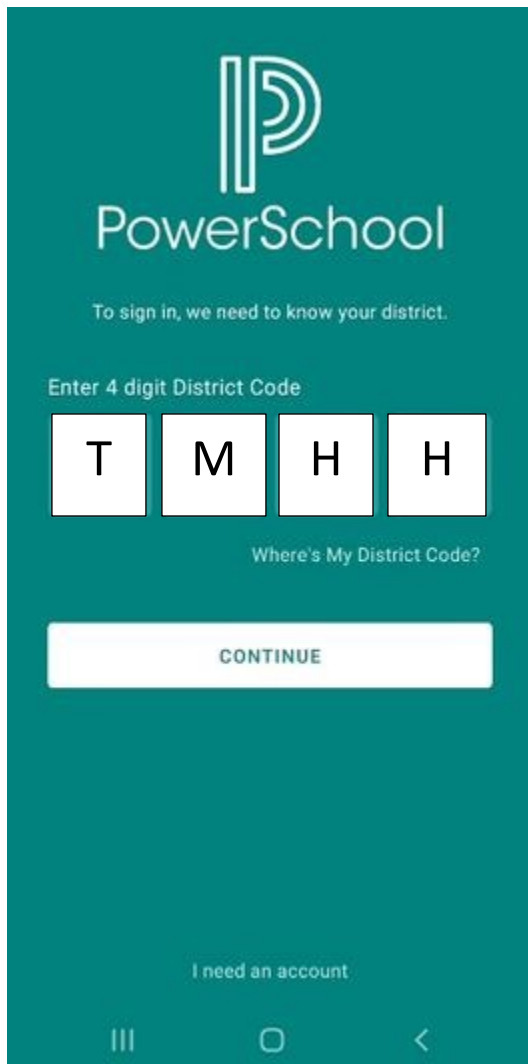 PowerSchool
To sign in, we need to know your district.
Enter 4 digit District Code
T M H H
Where's My District Code?
CONTINUE
I need an account